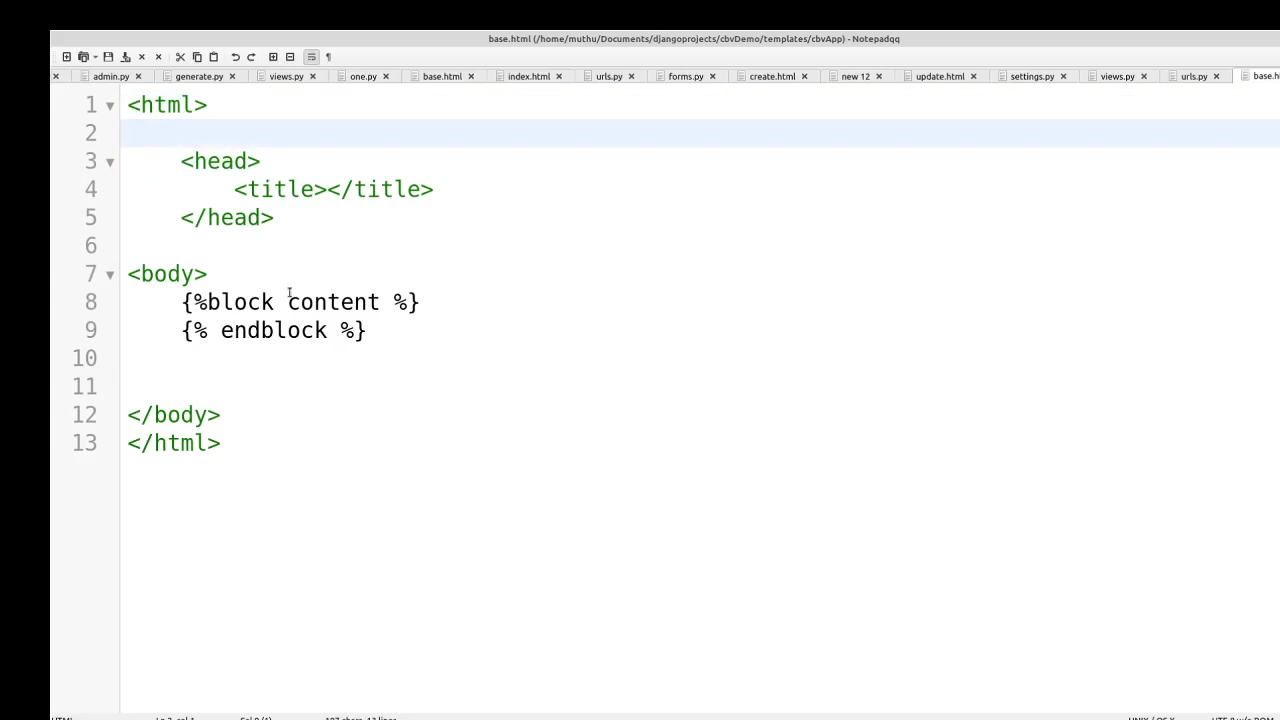 base.html (/home/muthu/Documents/djangoprojects/cbvDemo/templates/cbvApp) - Notepadqq
admin.py generate.py views.py one.py base.html index.html urls.py forms.py create.html new 12 update.html settings.py views.py urls.py base.h
1 <html>
2
3 <head>
4 <title></title>
5 </head>
6
7 <body>
8 {%block content %}
9 {% endblock %}
10
11
12 </body>
13 </html>